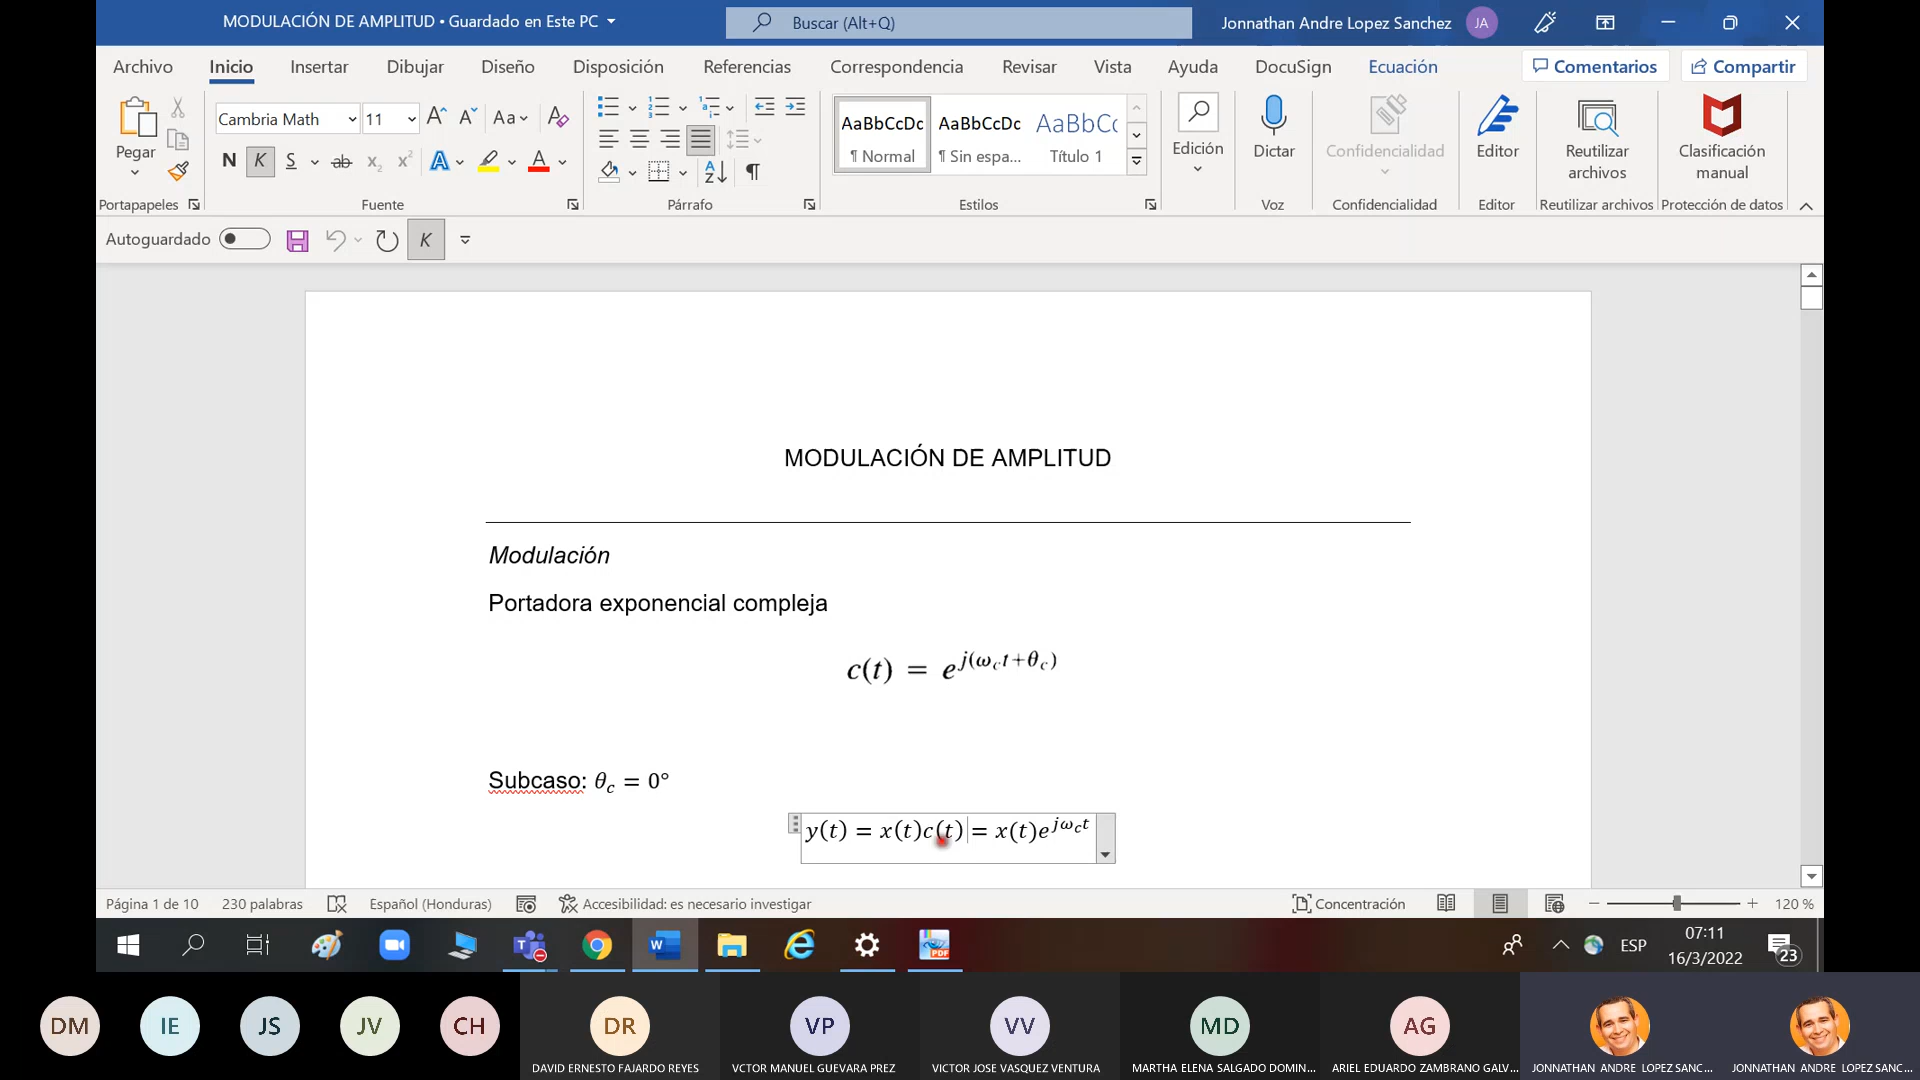 MODULACIÓN DE AMPLITUD • Guardado en Este PC
Buscar (Alt+Q)
Jonnathan Andre Lopez Sanchez
JA
Archivo
Inicio
Insertar
Dibujar
Diseño
Disposición
Referencias
Correspondencia
Revisar
Vista
Ayuda
DocuSign
Ecuación
Comentarios
Compartir
Pegar
Cambria Math
11
Aa
N K S ab x₂ x² A A
AaBbCcDc
¶ Normal
AaBbCcDc
¶ Sin espa...
AaBbCc
Título 1
Edición
Dictar
Confidencialidad
Editor
Reutilizar
archivos
Clasificación
manual
Portapapeles
Fuente
Párrafo
Estilos
Voz
Confidencialidad
Editor
Reutilizar archivos
Protección de datos
Autoguardado
K
MODULACIÓN DE AMPLITUD
Modulación
Portadora exponencial compleja
c(t) = e^{j(ω_c t+θ_c)}
Subcaso: θ_c = 0°
y(t) = x(t)c(t) = x(t)e^{jω_c t}
Página 1 de 10
230 palabras
Español (Honduras)
Accesibilidad: es necesario investigar
Concentración
120 %
ESP
07:11
16/3/2022
23
DM
IE
JS
JV
CH
DR
VP
VV
MD
AG
DAVID ERNESTO FAJARDO REYES
VCTOR MANUEL GUEVARA PREZ
VICTOR JOSE VASQUEZ VENTURA
MARTHA ELENA SALGADO DOMIN...
ARIEL EDUARDO ZAMBRANO GALV...
JONNATHAN ANDRE LOPEZ SANC...
JONNATHAN ANDRE LOPEZ SANC...